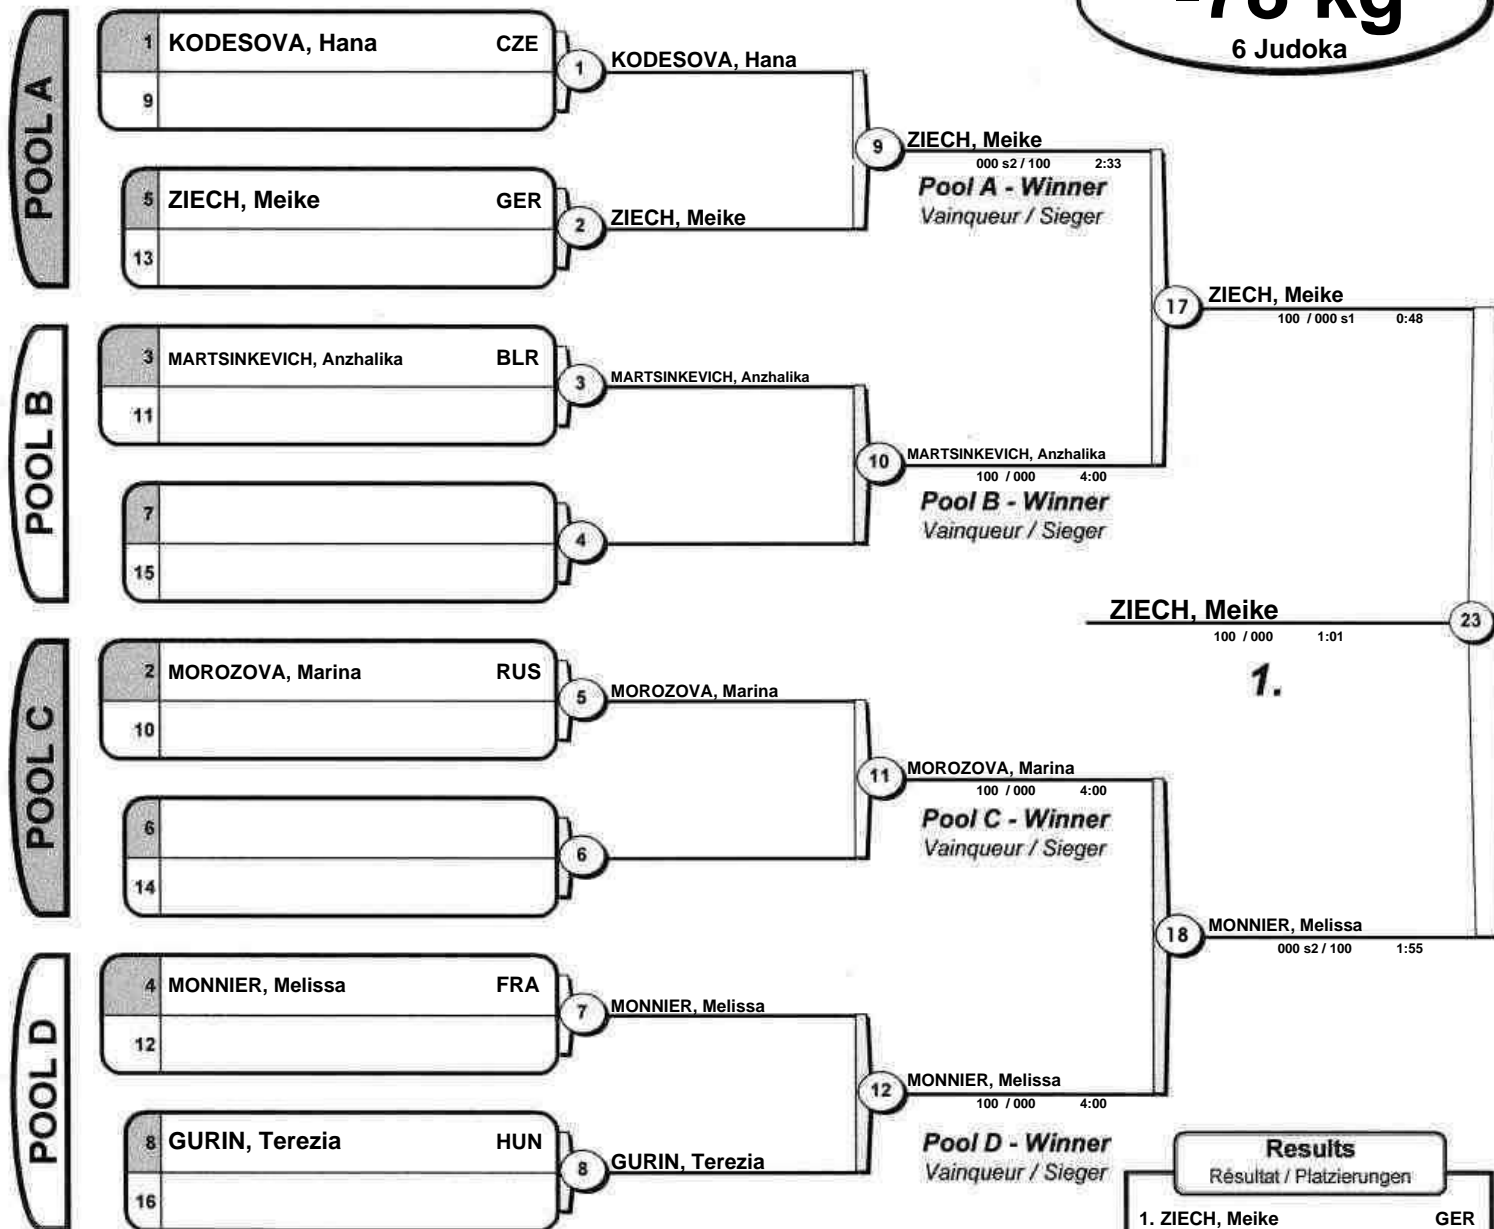 -78 kg
6 Judoka
POOL A
1 KODESOVA, Hana CZE
9
1 KODESOVA, Hana
5 ZIECH, Meike GER
13
2 ZIECH, Meike
9 ZIECH, Meike
000 s2 / 100 2:33
Pool A - Winner
Vainqueur / Sieger
POOL B
3 MARTSINKEVICH, Anzhalika BLR
11
3 MARTSINKEVICH, Anzhalika
7
15
4
10 MARTSINKEVICH, Anzhalika
100 / 000 4:00
Pool B - Winner
Vainqueur / Sieger
17 ZIECH, Meike
100 / 000 s1 0:48
ZIECH, Meike 23
100 / 000 1:01
1.
POOL C
2 MOROZOVA, Marina RUS
10
5 MOROZOVA, Marina
6
14
6
11 MOROZOVA, Marina
100 / 000 4:00
Pool C - Winner
Vainqueur / Sieger
18 MONNIER, Melissa
000 s2 / 100 1:55
POOL D
4 MONNIER, Melissa FRA
12
7 MONNIER, Melissa
8 GURIN, Terezia HUN
16
8 GURIN, Terezia
12 MONNIER, Melissa
100 / 000 4:00
Pool D - Winner
Vainqueur / Sieger
Results
Résultat / Platzierungen
1. ZIECH, Meike GER